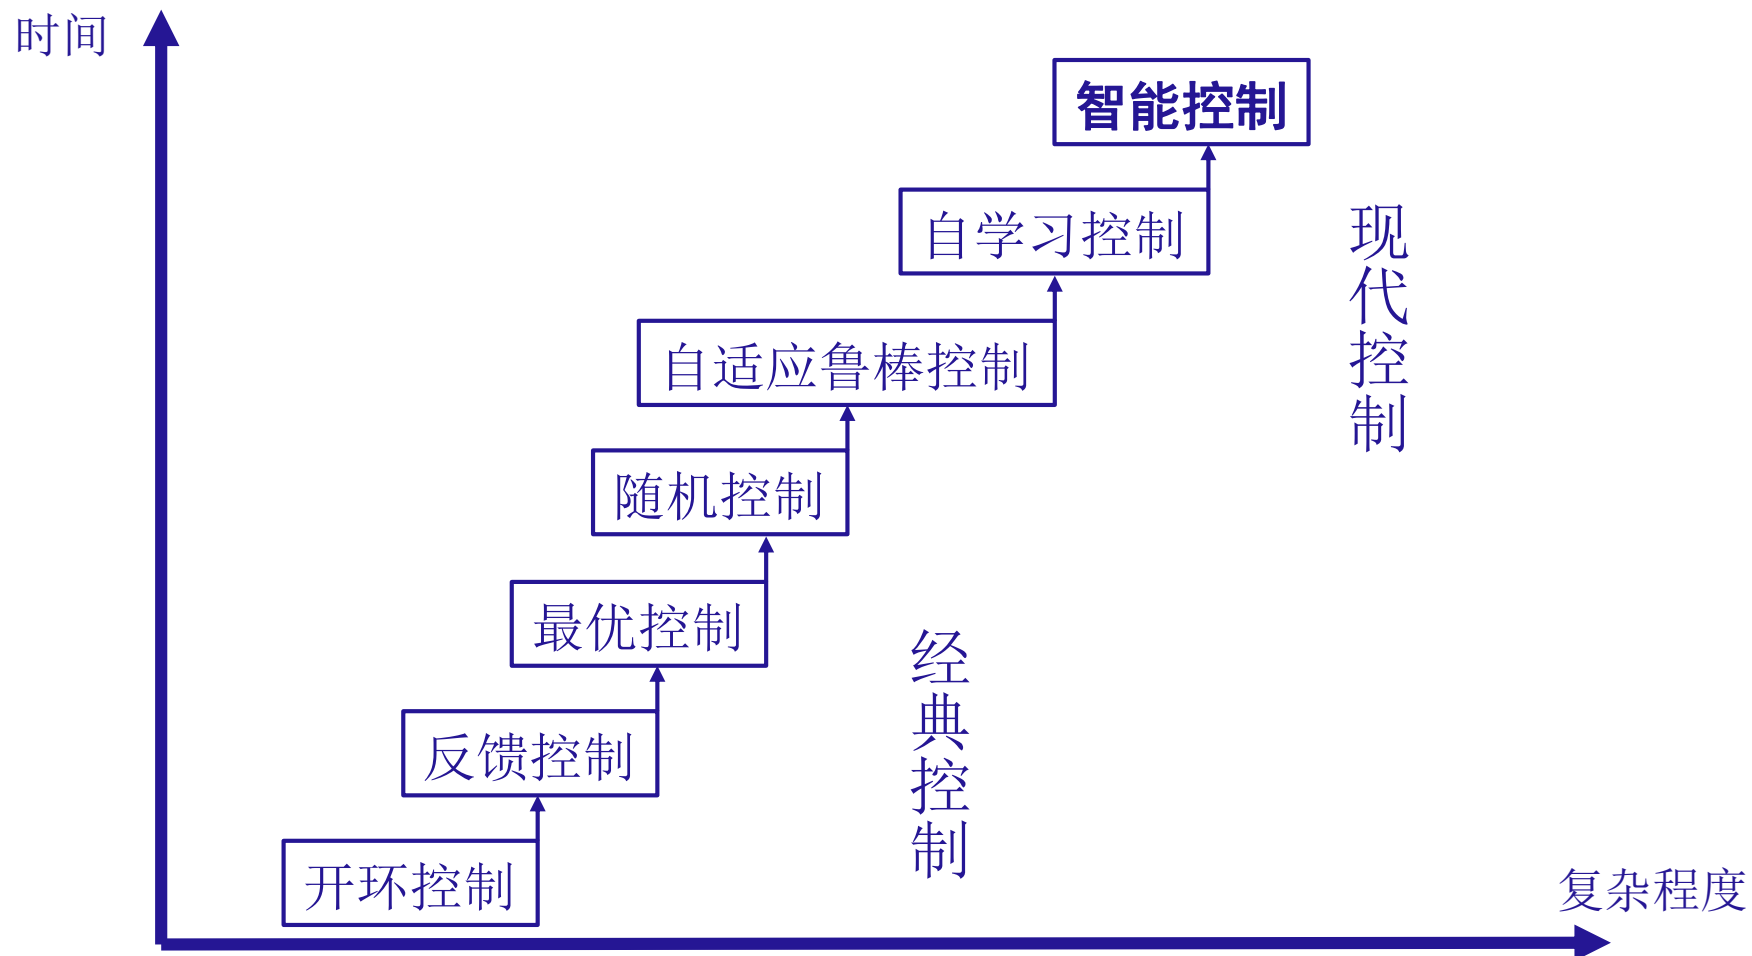 时间
智能控制
自学习控制
现代控制
自适应鲁棒控制
随机控制
最优控制
经典控制
反馈控制
开环控制
复杂程度